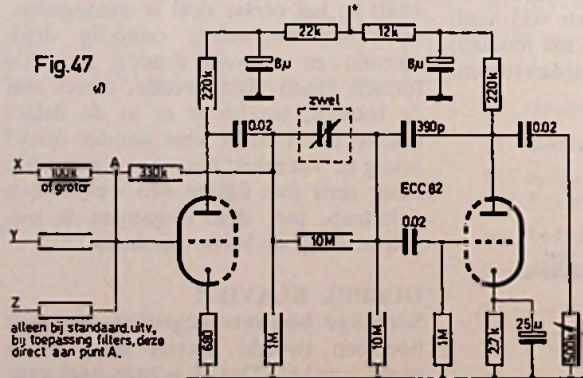 22k
12k
+
Fig.47
8µ
8µ
220k
220k
zwel
0.02
390p
0.02
X
100k
of groter
A
330k
ECC 82
Y
10M
0.02
Z
alleen bij standaard uitv.
bij toepassing filters, deze
direct aan punt A.
680
1M
10M
1M
2.7k
25µ
500k